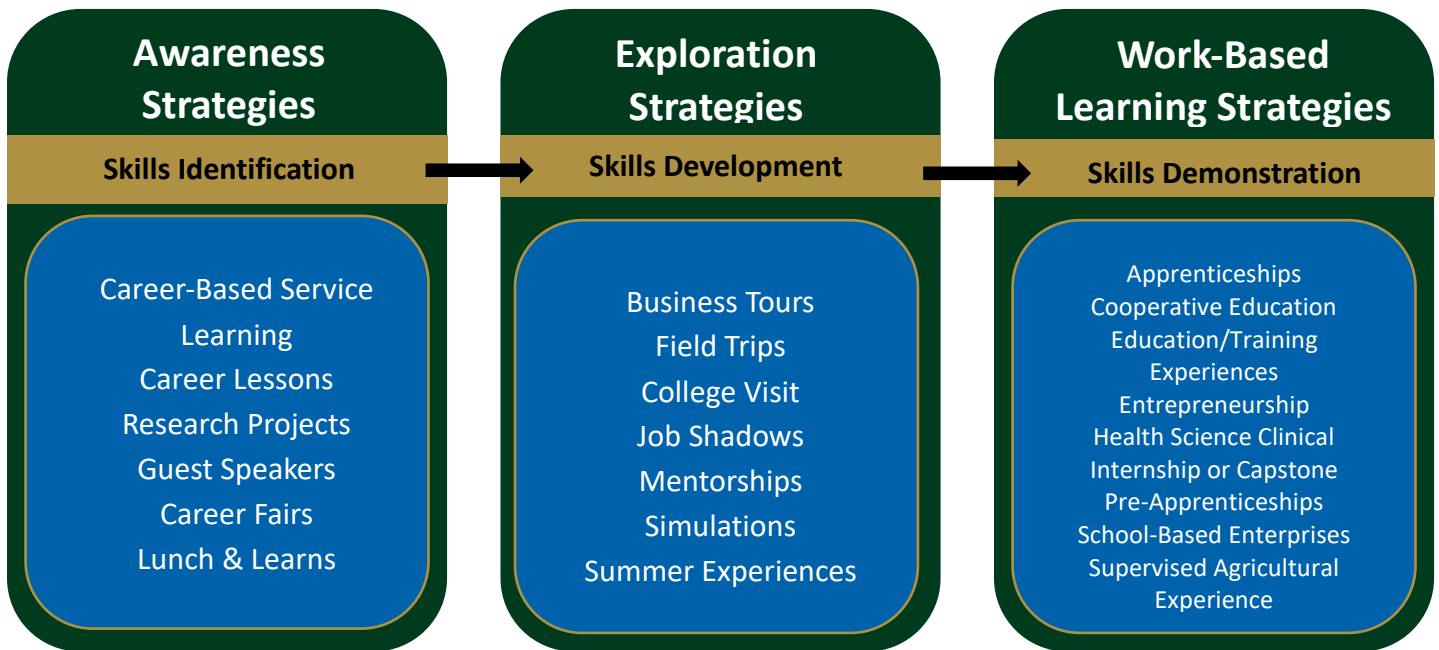 Awareness
Strategies
Skills Identification
Career-Based Service
Learning
Career Lessons
Research Projects
Guest Speakers
Career Fairs
Lunch & Learns
Exploration
Strategies
Skills Development
Business Tours
Field Trips
College Visit
Job Shadows
Mentorships
Simulations
Summer Experiences
Work-Based
Learning Strategies
Skills Demonstration
Apprenticeships
Cooperative Education
Education/Training
Experiences
Entrepreneurship
Health Science Clinical
Internship or Capstone
Pre-Apprenticeships
School-Based Enterprises
Supervised Agricultural
Experience